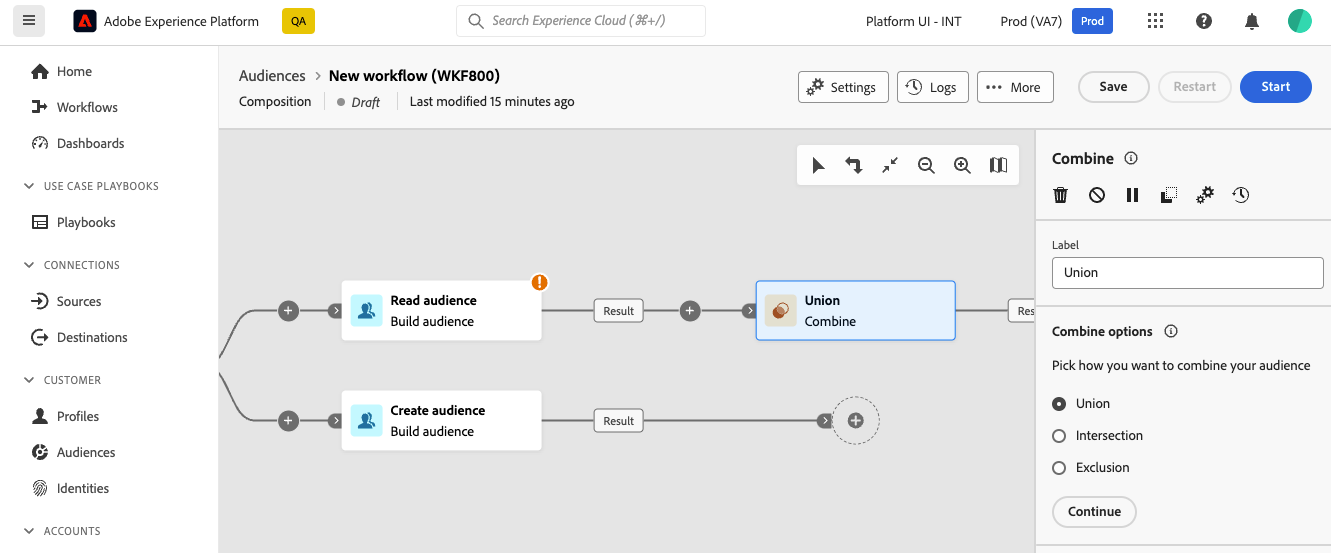 Adobe Experience Platform
QA
Search Experience Cloud (⌘+/)
Platform UI - INT
Prod (VA7)
Prod
Home
Workflows
Dashboards
USE CASE PLAYBOOKS
Playbooks
CONNECTIONS
Sources
Destinations
CUSTOMER
Profiles
Audiences
Identities
ACCOUNTS
Audiences > New workflow (WKF800)
Composition
Draft
Last modified 15 minutes ago
Settings
Logs
More
Save
Restart
Start
Read audience
Build audience
Result
Union
Combine
Res
Create audience
Build audience
Result
Combine
Label
Union
Combine options
Pick how you want to combine your audience
Union
Intersection
Exclusion
Continue